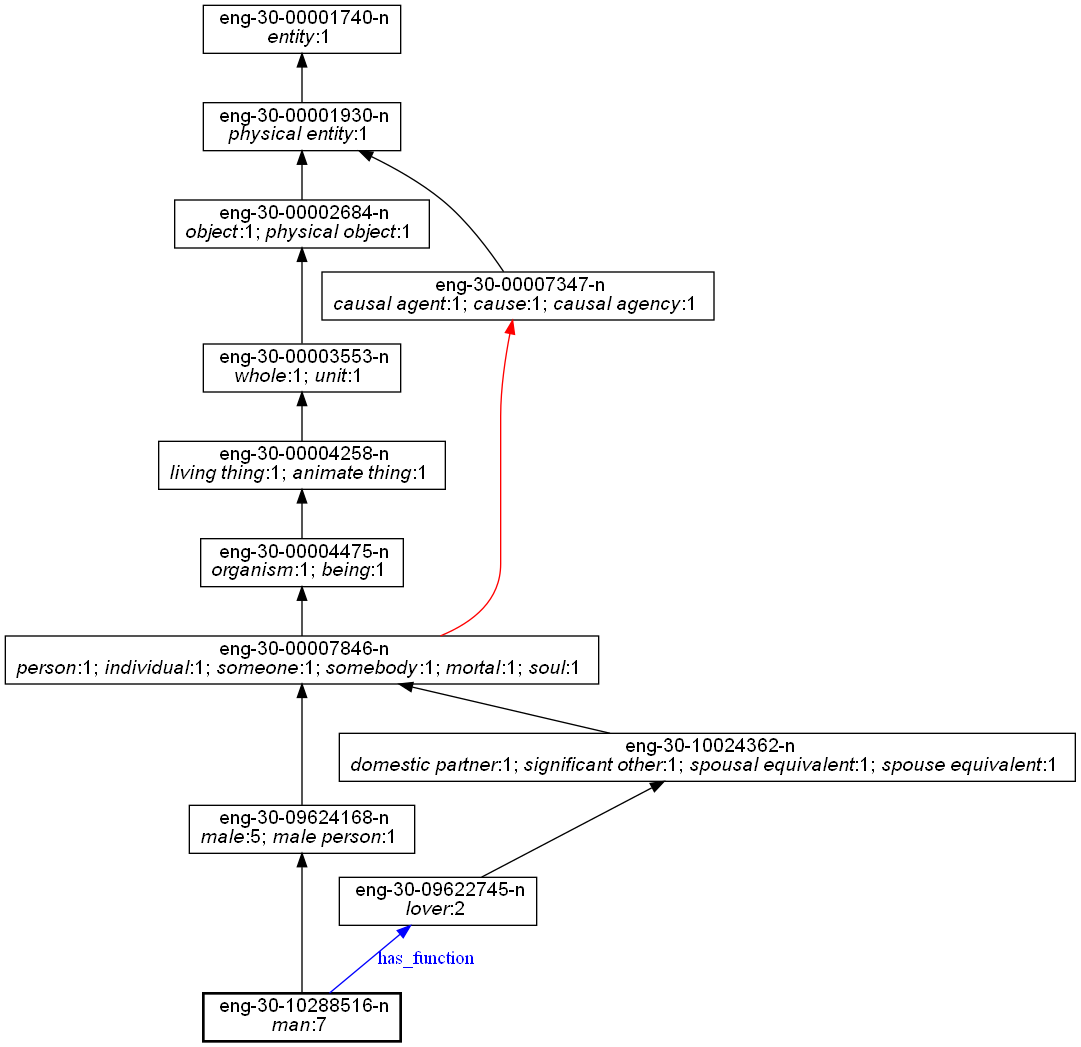 eng-30-00001740-n
entity:1
eng-30-00001930-n
physical entity:1
eng-30-00002684-n
object:1; physical object:1
eng-30-00007347-n
causal agent:1; cause:1; causal agency:1
eng-30-00003553-n
whole:1; unit:1
eng-30-00004258-n
living thing:1; animate thing:1
eng-30-00004475-n
organism:1; being:1
eng-30-00007846-n
person:1; individual:1; someone:1; somebody:1; mortal:1; soul:1
eng-30-10024362-n
domestic partner:1; significant other:1; spousal equivalent:1; spouse equivalent:1
eng-30-09624168-n
male:5; male person:1
eng-30-09622745-n
lover:2
has_function
eng-30-10288516-n
man:7